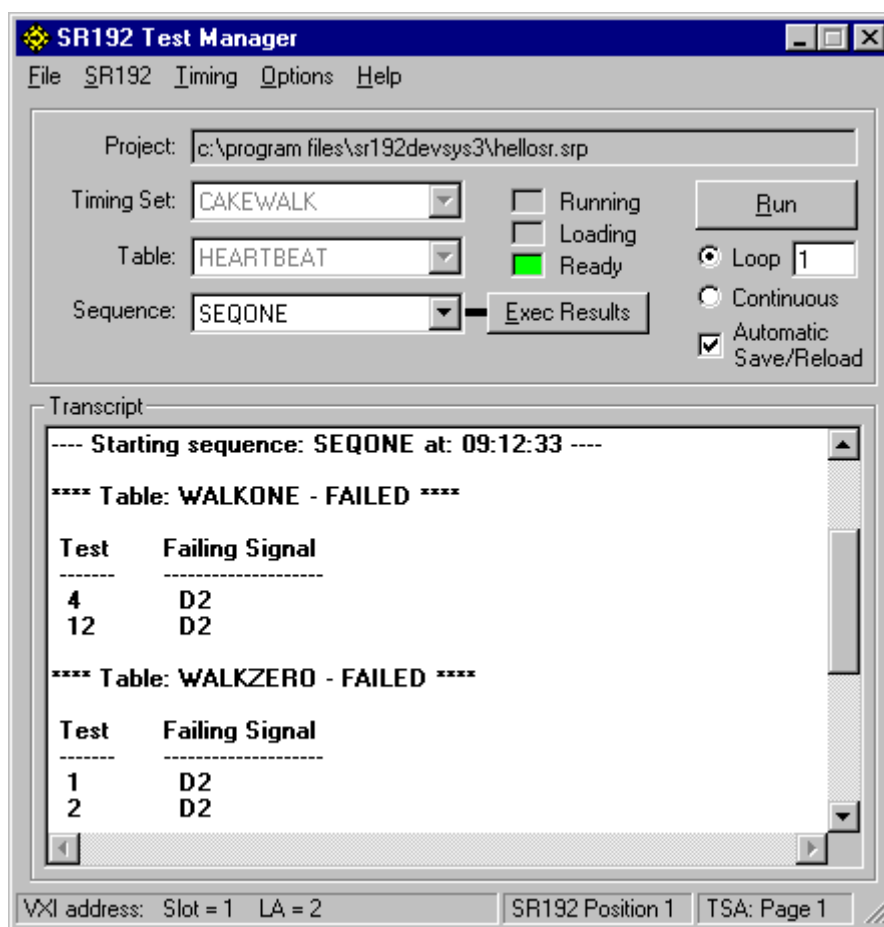 SR192 Test Manager
File SR192 Timing Options Help
Project: c:\program files\sr192devsys3\hellosr.srp
Timing Set: CAKEWALK
Table: HEARTBEAT
Sequence: SEQONE
Running
Loading
Ready
Exec Results
Run
Loop 1
Continuous
Automatic
Save/Reload
Transcript
---- Starting sequence: SEQONE at: 09:12:33 ----
**** Table: WALKONE - FAILED ****
Test Failing Signal
------- --------------------
4 D2
12 D2
**** Table: WALKZERO - FAILED ****
Test Failing Signal
------- --------------------
1 D2
2 D2
VXI address: Slot = 1 LA = 2 SR192 Position 1 TSA: Page 1